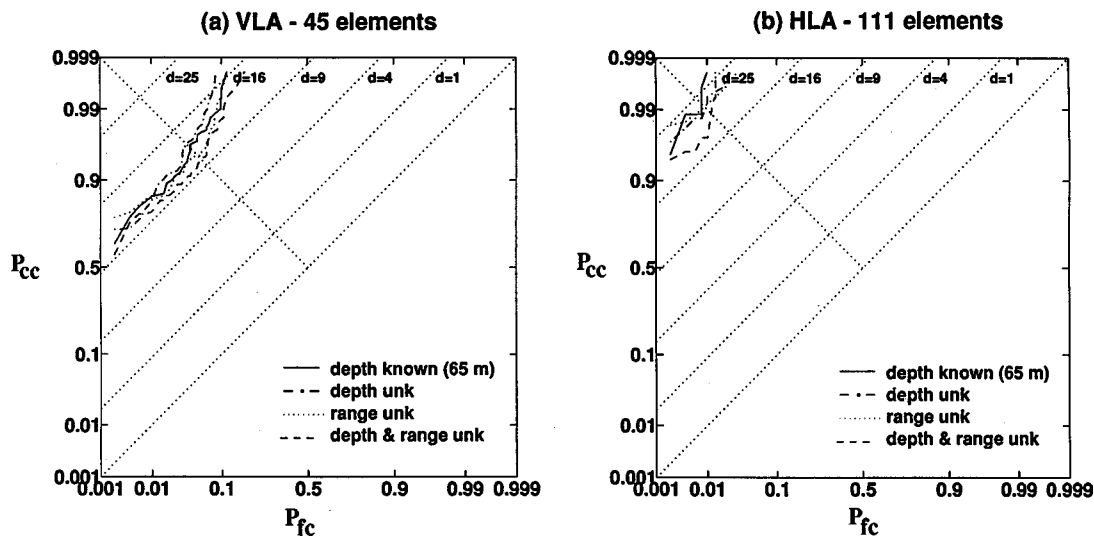 (a) VLA - 45 elements
0.999
0.99
0.9
0.5
0.1
0.01
0.001
Pcc
d=25 d=16 d=9 d=4 d=1
depth known (65 m)
depth unk
range unk
depth & range unk
0.001 0.01 0.1 0.5 0.9 0.99 0.999
Pfc
(b) HLA - 111 elements
0.999
0.99
0.9
0.5
0.1
0.01
0.001
Pcc
d=25 d=16 d=9 d=4 d=1
depth known (65 m)
depth unk
range unk
depth & range unk
0.001 0.01 0.1 0.5 0.9 0.99 0.999
Pfc